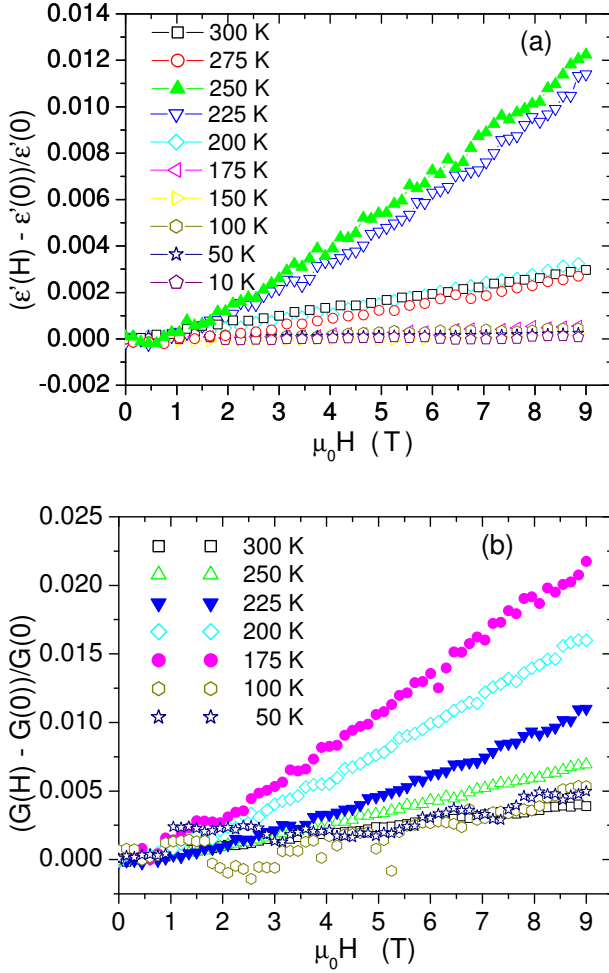 (a)
0.014
0.012
0.010
0.008
0.006
0.004
0.002
0.000
-0.002
(ε'(H) - ε'(0))/ε'(0)
300 K
275 K
250 K
225 K
200 K
175 K
150 K
100 K
50 K
10 K
0 1 2 3 4 5 6 7 8 9
μ₀H (T)
(b)
0.025
0.020
0.015
0.010
0.005
0.000
(G(H) - G(0))/G(0)
300 K
250 K
225 K
200 K
175 K
100 K
50 K
0 1 2 3 4 5 6 7 8 9
μ₀H (T)